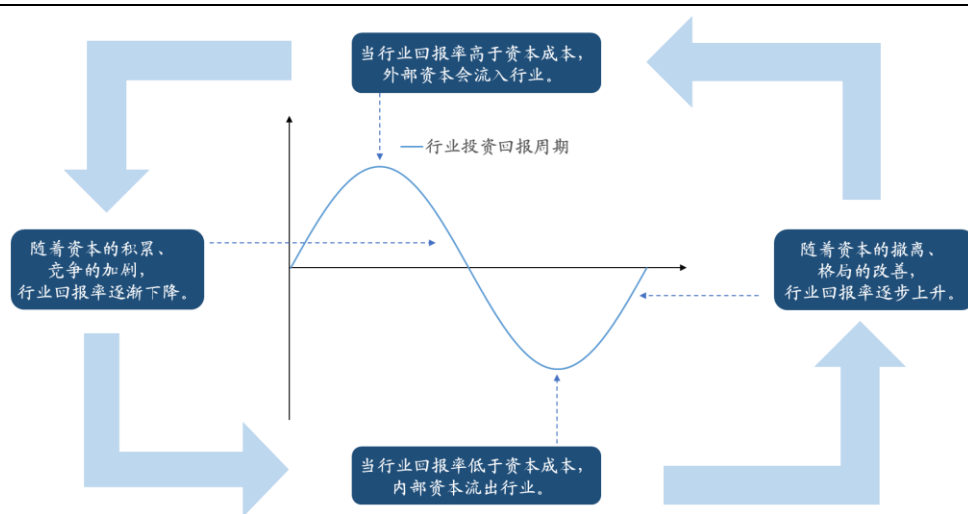 当行业回报率高于资本成本，
外部资本会流入行业。
行业投资回报周期
随着资本的积累、
竞争的加剧，
行业回报率逐渐下降。
随着资本的撤离、
格局的改善，
行业回报率逐步上升。
当行业回报率低于资本成本，
内部资本流出行业。